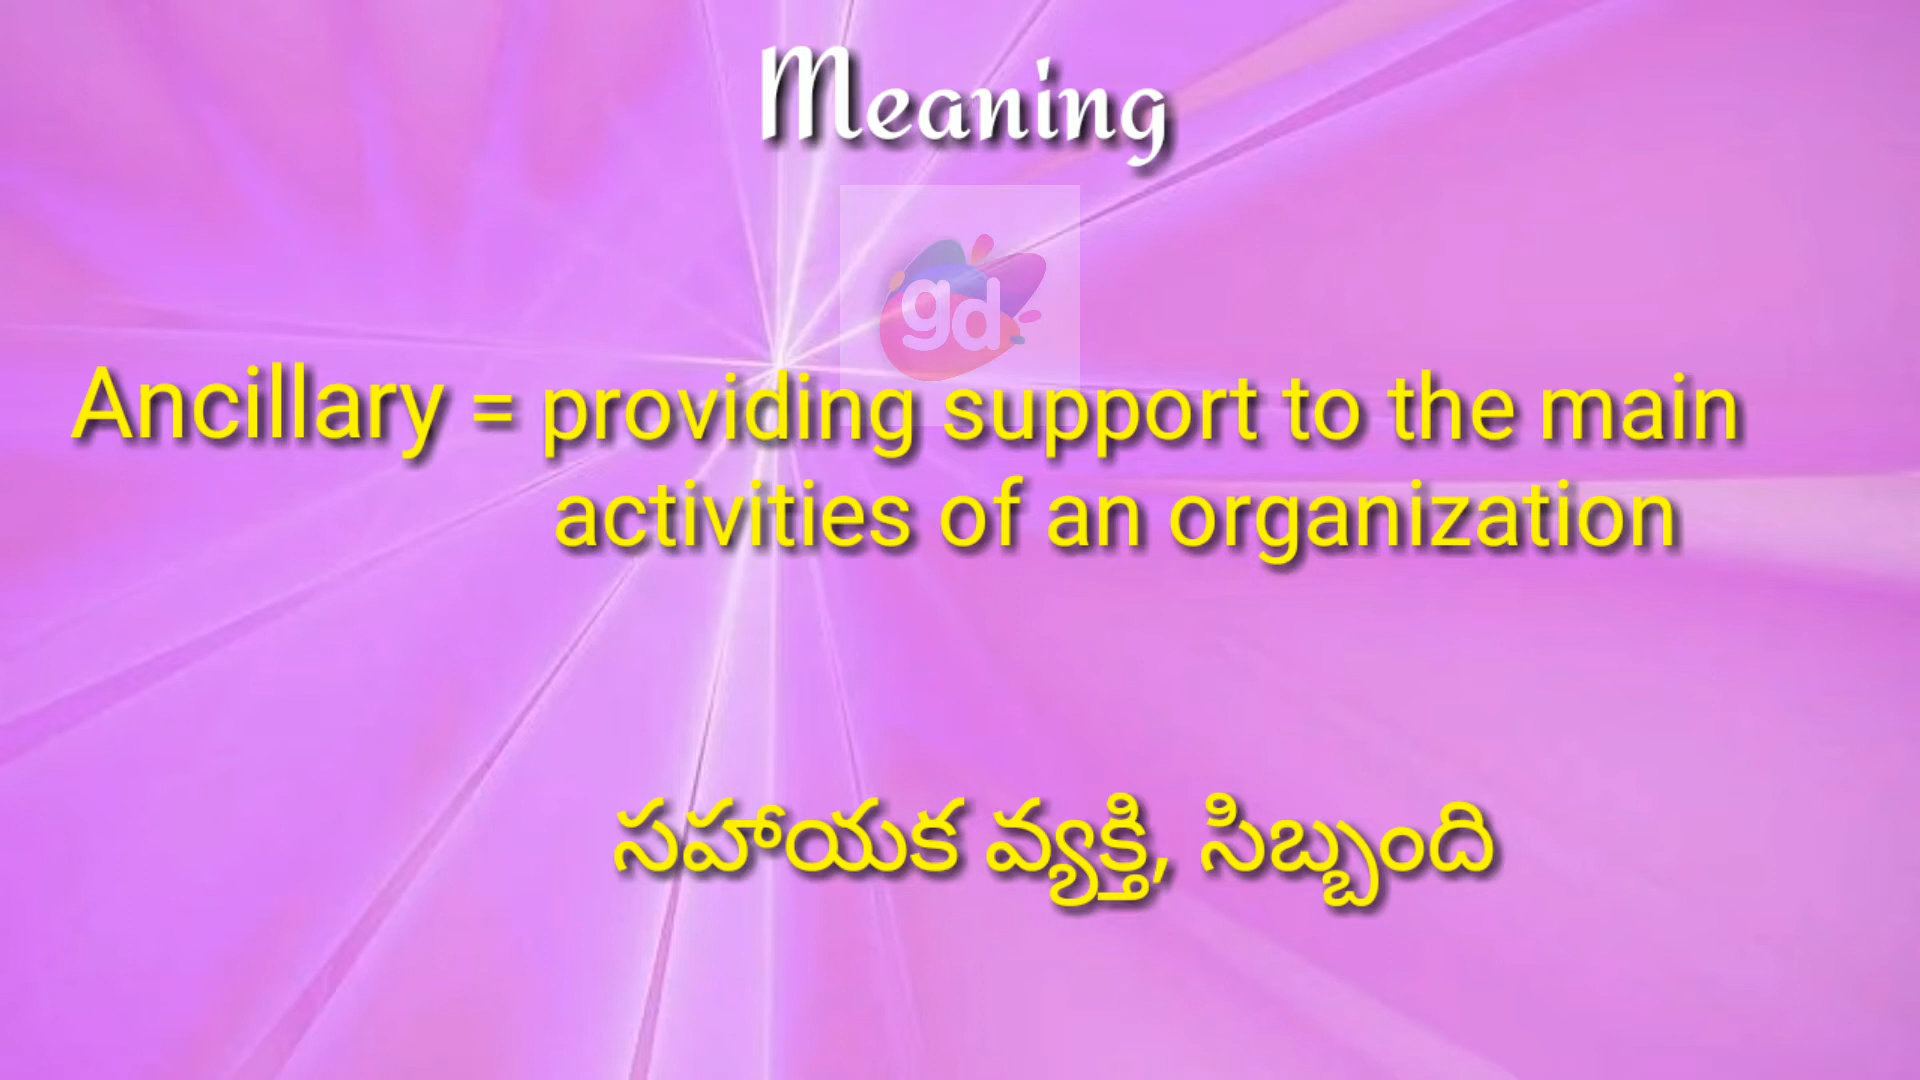 Meaning
gd
Ancillary = providing support to the main
activities of an organization
సహాయక వ్యక్తి, సిబ్బంది